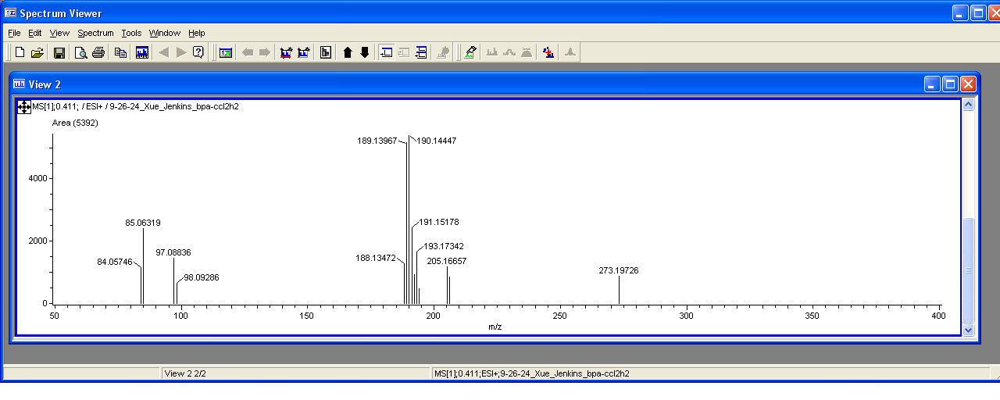 Spectrum Viewer
File Edit View Spectrum Tools Window Help
View 2
MS[1];0.411; / ESI+ / 9-26-24_Xue_Jenkins_bpa-ccl2h2
Area (5392)
189.13967 190.14447
4000
85.06319 191.15178
2000
97.08836 193.17342
84.05746 188.13472 205.16657
98.09286 273.19726
0
50 100 150 200 250 300 350 400
m/z
View 2 2/2 MS[1];0.411;ESI+;9-26-24_Xue_Jenkins_bpa-ccl2h2